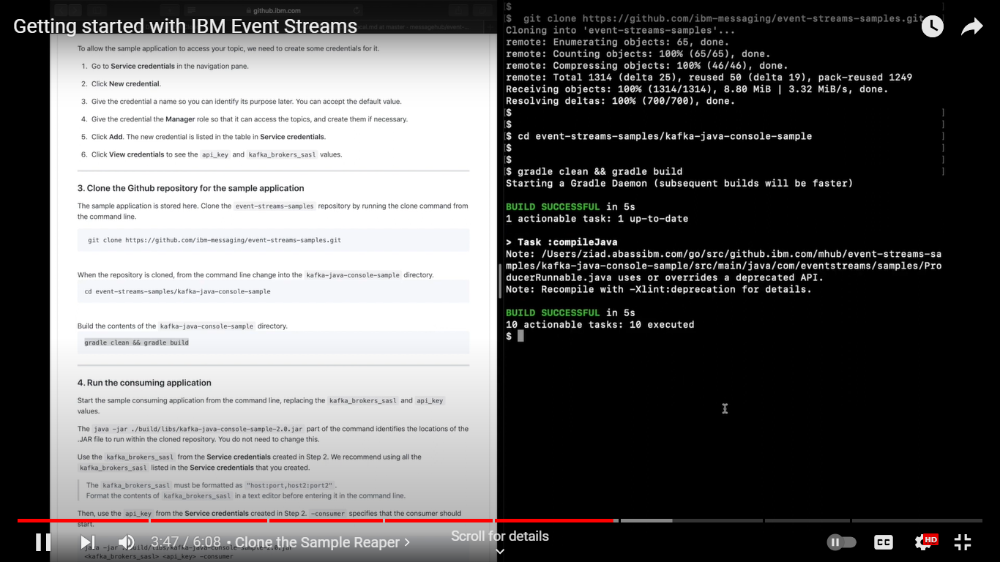 github.ibm.com
Getting started with IBM Event Streams
To allow the sample application to access your topic, we need to create some credentials for it.
1. Go to Service credentials in the navigation pane.
2. Click New credential.
3. Give the credential a name so you can identify its purpose later. You can accept the default value.
4. Give the credential the Manager role so that it can access the topics, and create them if necessary.
5. Click Add. The new credential is listed in the table in Service credentials.
6. Click View credentials to see the api_key and kafka_brokers_sasl values.
3. Clone the Github repository for the sample application
The sample application is stored here. Clone the event-streams-samples repository by running the clone command from
the command line.
git clone https://github.com/ibm-messaging/event-streams-samples.git
When the repository is cloned, from the command line change into the kafka-java-console-sample directory.
cd event-streams-samples/kafka-java-console-sample
Build the contents of the kafka-java-console-sample directory.
gradle clean && gradle build
4. Run the consuming application
Start the sample consuming application from the command line, replacing the kafka_brokers_sasl and api_key
values.
The java -jar ./build/libs/kafka-java-console-sample-2.0.jar part of the command identifies the locations of the
.JAR file to run within the cloned repository. You do not need to change this.
Use the kafka_brokers_sasl from the Service credentials created in Step 2. We recommend using all the
kafka_brokers_sasl listed in the Service credentials that you created.
The kafka_brokers_sasl must be formatted as "host:port,host2:port2".
Format the contents of kafka_brokers_sasl in a text editor before entering it in the command line.
Then, use the api_key from the Service credentials created in Step 2. -consumer specifies that the consumer should
start.
<kafka_brokers_sasl> <api_key> -consumer
$
$ git clone https://github.com/ibm-messaging/event-streams-samples.git
Cloning into 'event-streams-samples'...
remote: Enumerating objects: 65, done.
remote: Counting objects: 100% (65/65), done.
remote: Compressing objects: 100% (46/46), done.
remote: Total 1314 (delta 25), reused 50 (delta 19), pack-reused 1249
Receiving objects: 100% (1314/1314), 8.80 MiB | 3.32 MiB/s, done.
Resolving deltas: 100% (700/700), done.
[$ ]
[$ ]
[$ cd event-streams-samples/kafka-java-console-sample ]
[$ ]
[$ ]
[$ gradle clean && gradle build ]
Starting a Gradle Daemon (subsequent builds will be faster)
BUILD SUCCESSFUL in 5s
1 actionable task: 1 up-to-date
> Task :compileJava
Note: /Users/ziad.abassibm.com/go/src/github.ibm.com/mhub/event-streams-sa
mples/kafka-java-console-sample/src/main/java/com/eventstreams/samples/Pro
ducerRunnable.java uses or overrides a deprecated API.
Note: Recompile with -Xlint:deprecation for details.
BUILD SUCCESSFUL in 5s
10 actionable tasks: 10 executed
$
3:47 / 6:08 • Clone the Sample Reaper >
Scroll for details
CC
HD